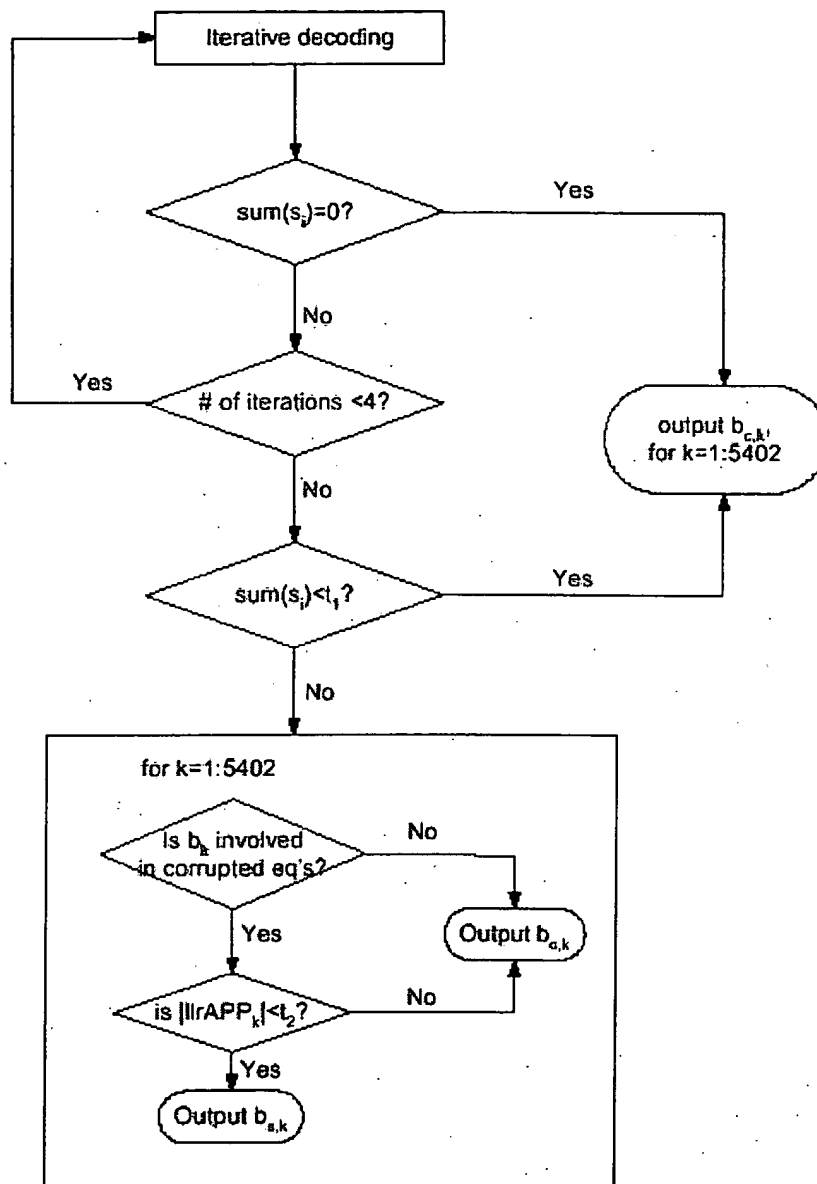 Iterative decoding
sum(s_i)=0?
Yes
No
# of iterations <4?
Yes
output b_c,k,
for k=1:5402
No
sum(s_i)<t_1?
Yes
No
for k=1:5402
Is b_k involved
in corrupted eq's?
No
Yes
Output b_c,k
is |llrAPP_k|<t_2?
No
Yes
Output b_s,k